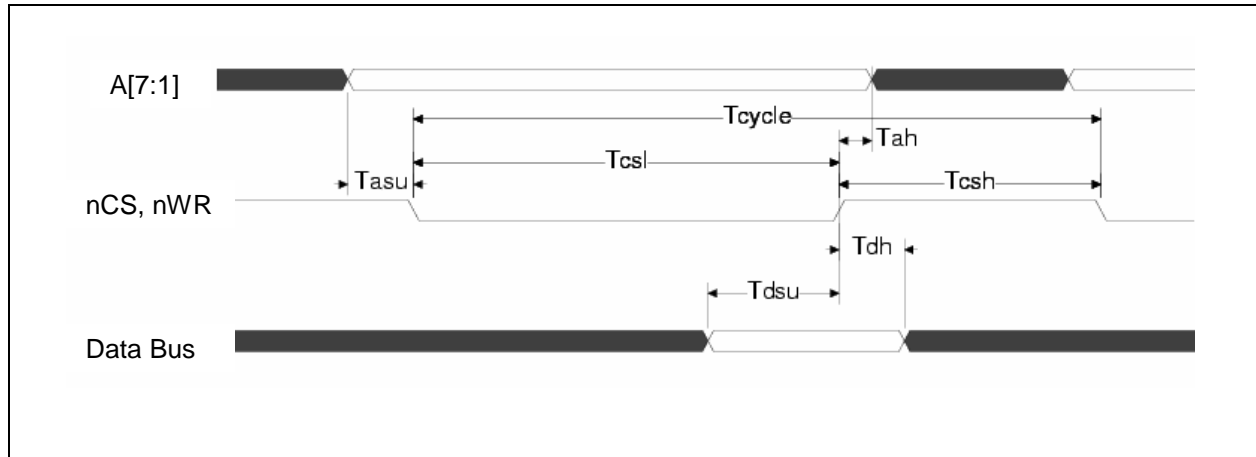 A[7:1]
Tcycle
Tah
Tcsl
Tasu
Tcsh
nCS, nWR
Tdh
Tdsu
Data Bus